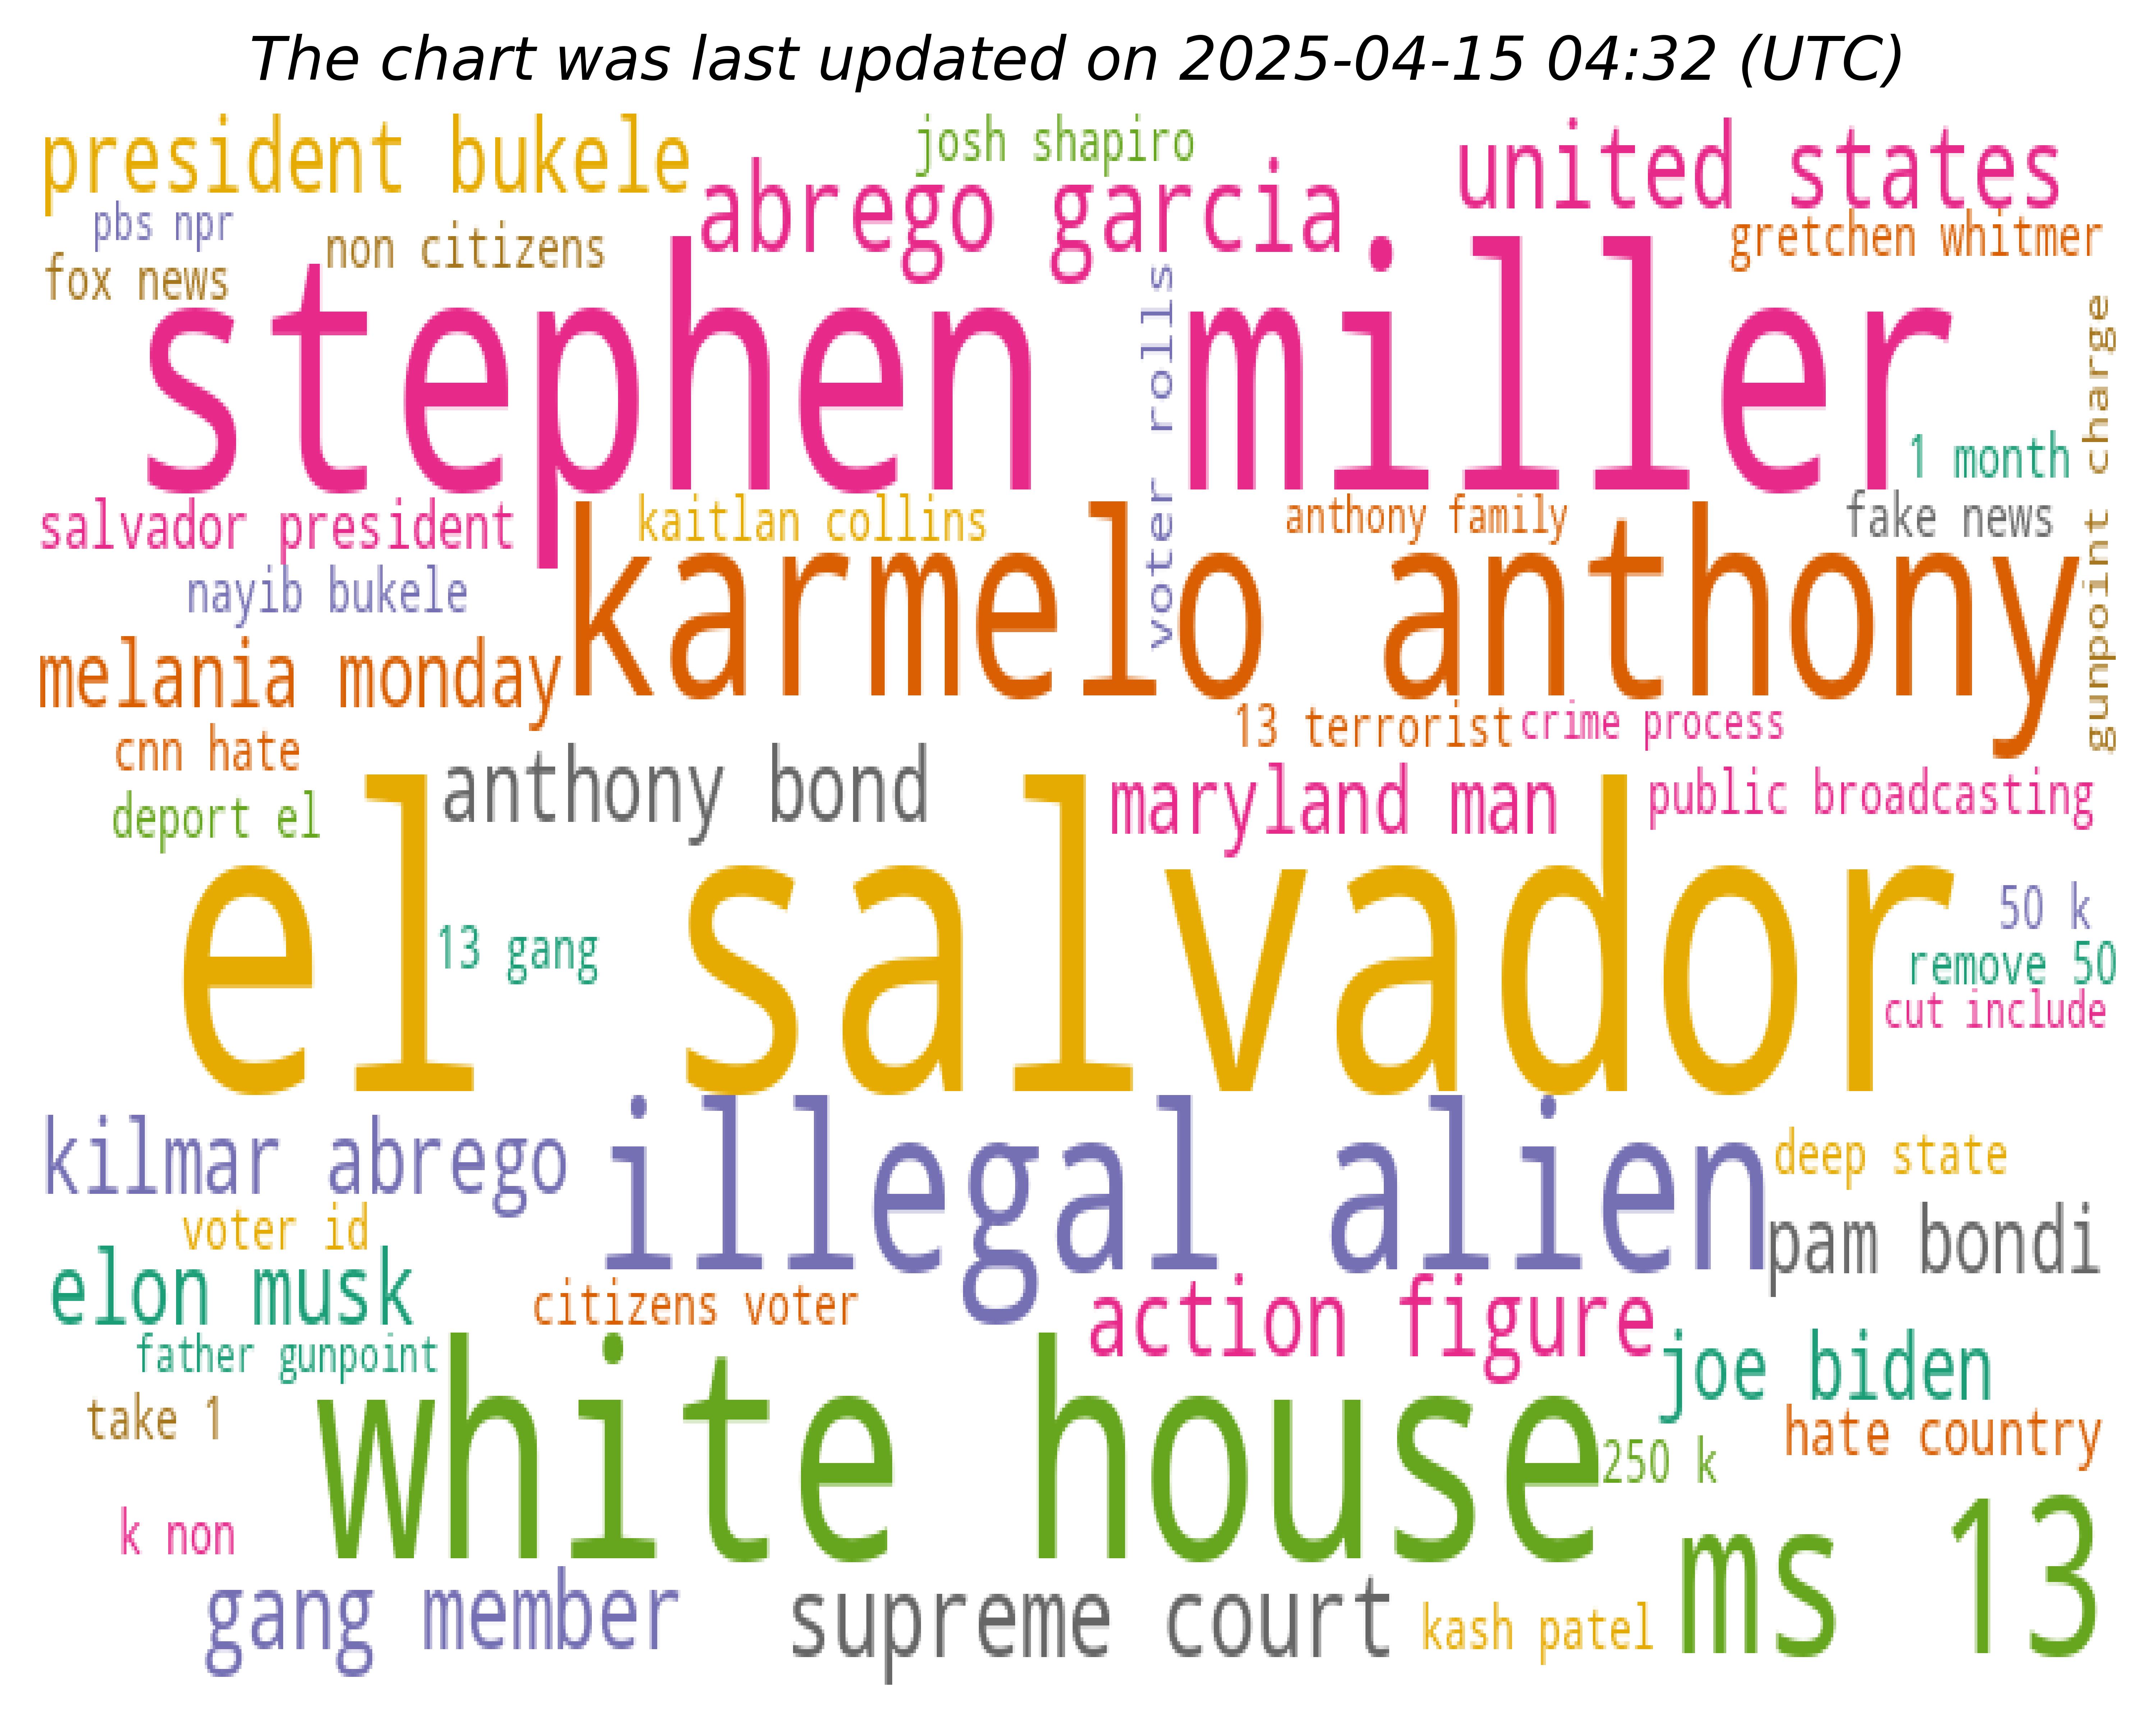 The chart was last updated on 2025-04-15 04:32 (UTC)
president bukele
josh shapiro
united states
abrego garcia
pbs npr
non citizens
gretchen whitmer
fox news
stephen miller
voter rolls
gunpoint charge
1 month
salvador president
kaitlan collins
anthony family
fake news
nayib bukele
karmelo anthony
melania monday
13 terrorist
crime process
cnn hate
anthony bond
maryland man
public broadcasting
deport el
el salvador
13 gang
50 k
remove 50
cut include
kilmar abrego
illegal alien
deep state
voter id
pam bondi
elon musk
citizens voter
action figure
father gunpoint
joe biden
take 1
white house
hate country
250 k
k non
ms 13
gang member
supreme court
kash patel